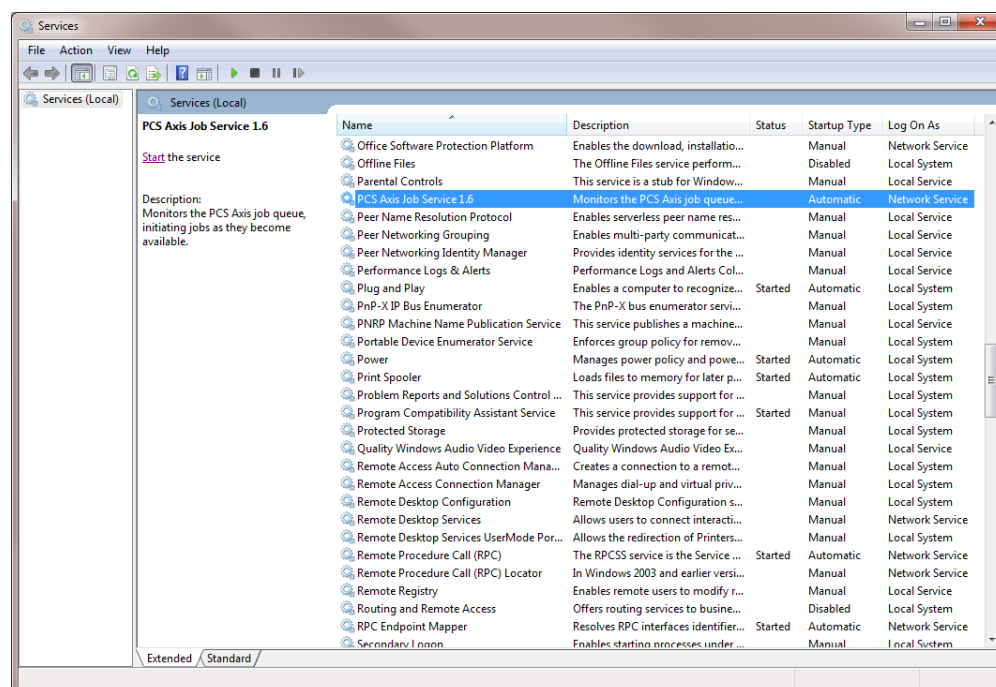 Services
File Action View Help
Services (Local)
Services (Local)
PCS Axis Job Service 1.6
Start the service
Description:
Monitors the PCS Axis job queue,
initiating jobs as they become
available.
Name Description Status Startup Type Log On As
Office Software Protection Platform Enables the download, installatio... Manual Network Service
Offline Files The Offline Files service perform... Disabled Local System
Parental Controls This service is a stub for Window... Manual Local Service
PCS Axis Job Service 1.6 Monitors the PCS Axis job queue... Automatic Network Service
Peer Name Resolution Protocol Enables serverless peer name res... Manual Local Service
Peer Networking Grouping Enables multi-party communicat... Manual Local Service
Peer Networking Identity Manager Provides identity services for the ... Manual Local Service
Performance Logs & Alerts Performance Logs and Alerts Col... Manual Local Service
Plug and Play Enables a computer to recognize... Started Automatic Local System
PnP-X IP Bus Enumerator The PnP-X bus enumerator servi... Manual Local System
PNRP Machine Name Publication Service This service publishes a machine... Manual Local Service
Portable Device Enumerator Service Enforces group policy for remov... Manual Local System
Power Manages power policy and powe... Started Automatic Local System
Print Spooler Loads files to memory for later p... Started Automatic Local System
Problem Reports and Solutions Control ... This service provides support for ... Manual Local System
Program Compatibility Assistant Service This service provides support for ... Started Manual Local System
Protected Storage Provides protected storage for se... Manual Local System
Quality Windows Audio Video Experience Quality Windows Audio Video Ex... Manual Local Service
Remote Access Auto Connection Mana... Creates a connection to a remot... Manual Local System
Remote Access Connection Manager Manages dial-up and virtual priv... Manual Local System
Remote Desktop Configuration Remote Desktop Configuration s... Manual Local System
Remote Desktop Services Allows users to connect interacti... Manual Network Service
Remote Desktop Services UserMode Por... Allows the redirection of Printers... Manual Local System
Remote Procedure Call (RPC) The RPCSS service is the Service ... Started Automatic Network Service
Remote Procedure Call (RPC) Locator In Windows 2003 and earlier versi... Manual Network Service
Remote Registry Enables remote users to modify r... Manual Local Service
Routing and Remote Access Offers routing services to busine... Disabled Local System
RPC Endpoint Mapper Resolves RPC interfaces identifier... Started Automatic Network Service
Secondary Logon Enables starting processes under ... Manual Local System
Extended Standard